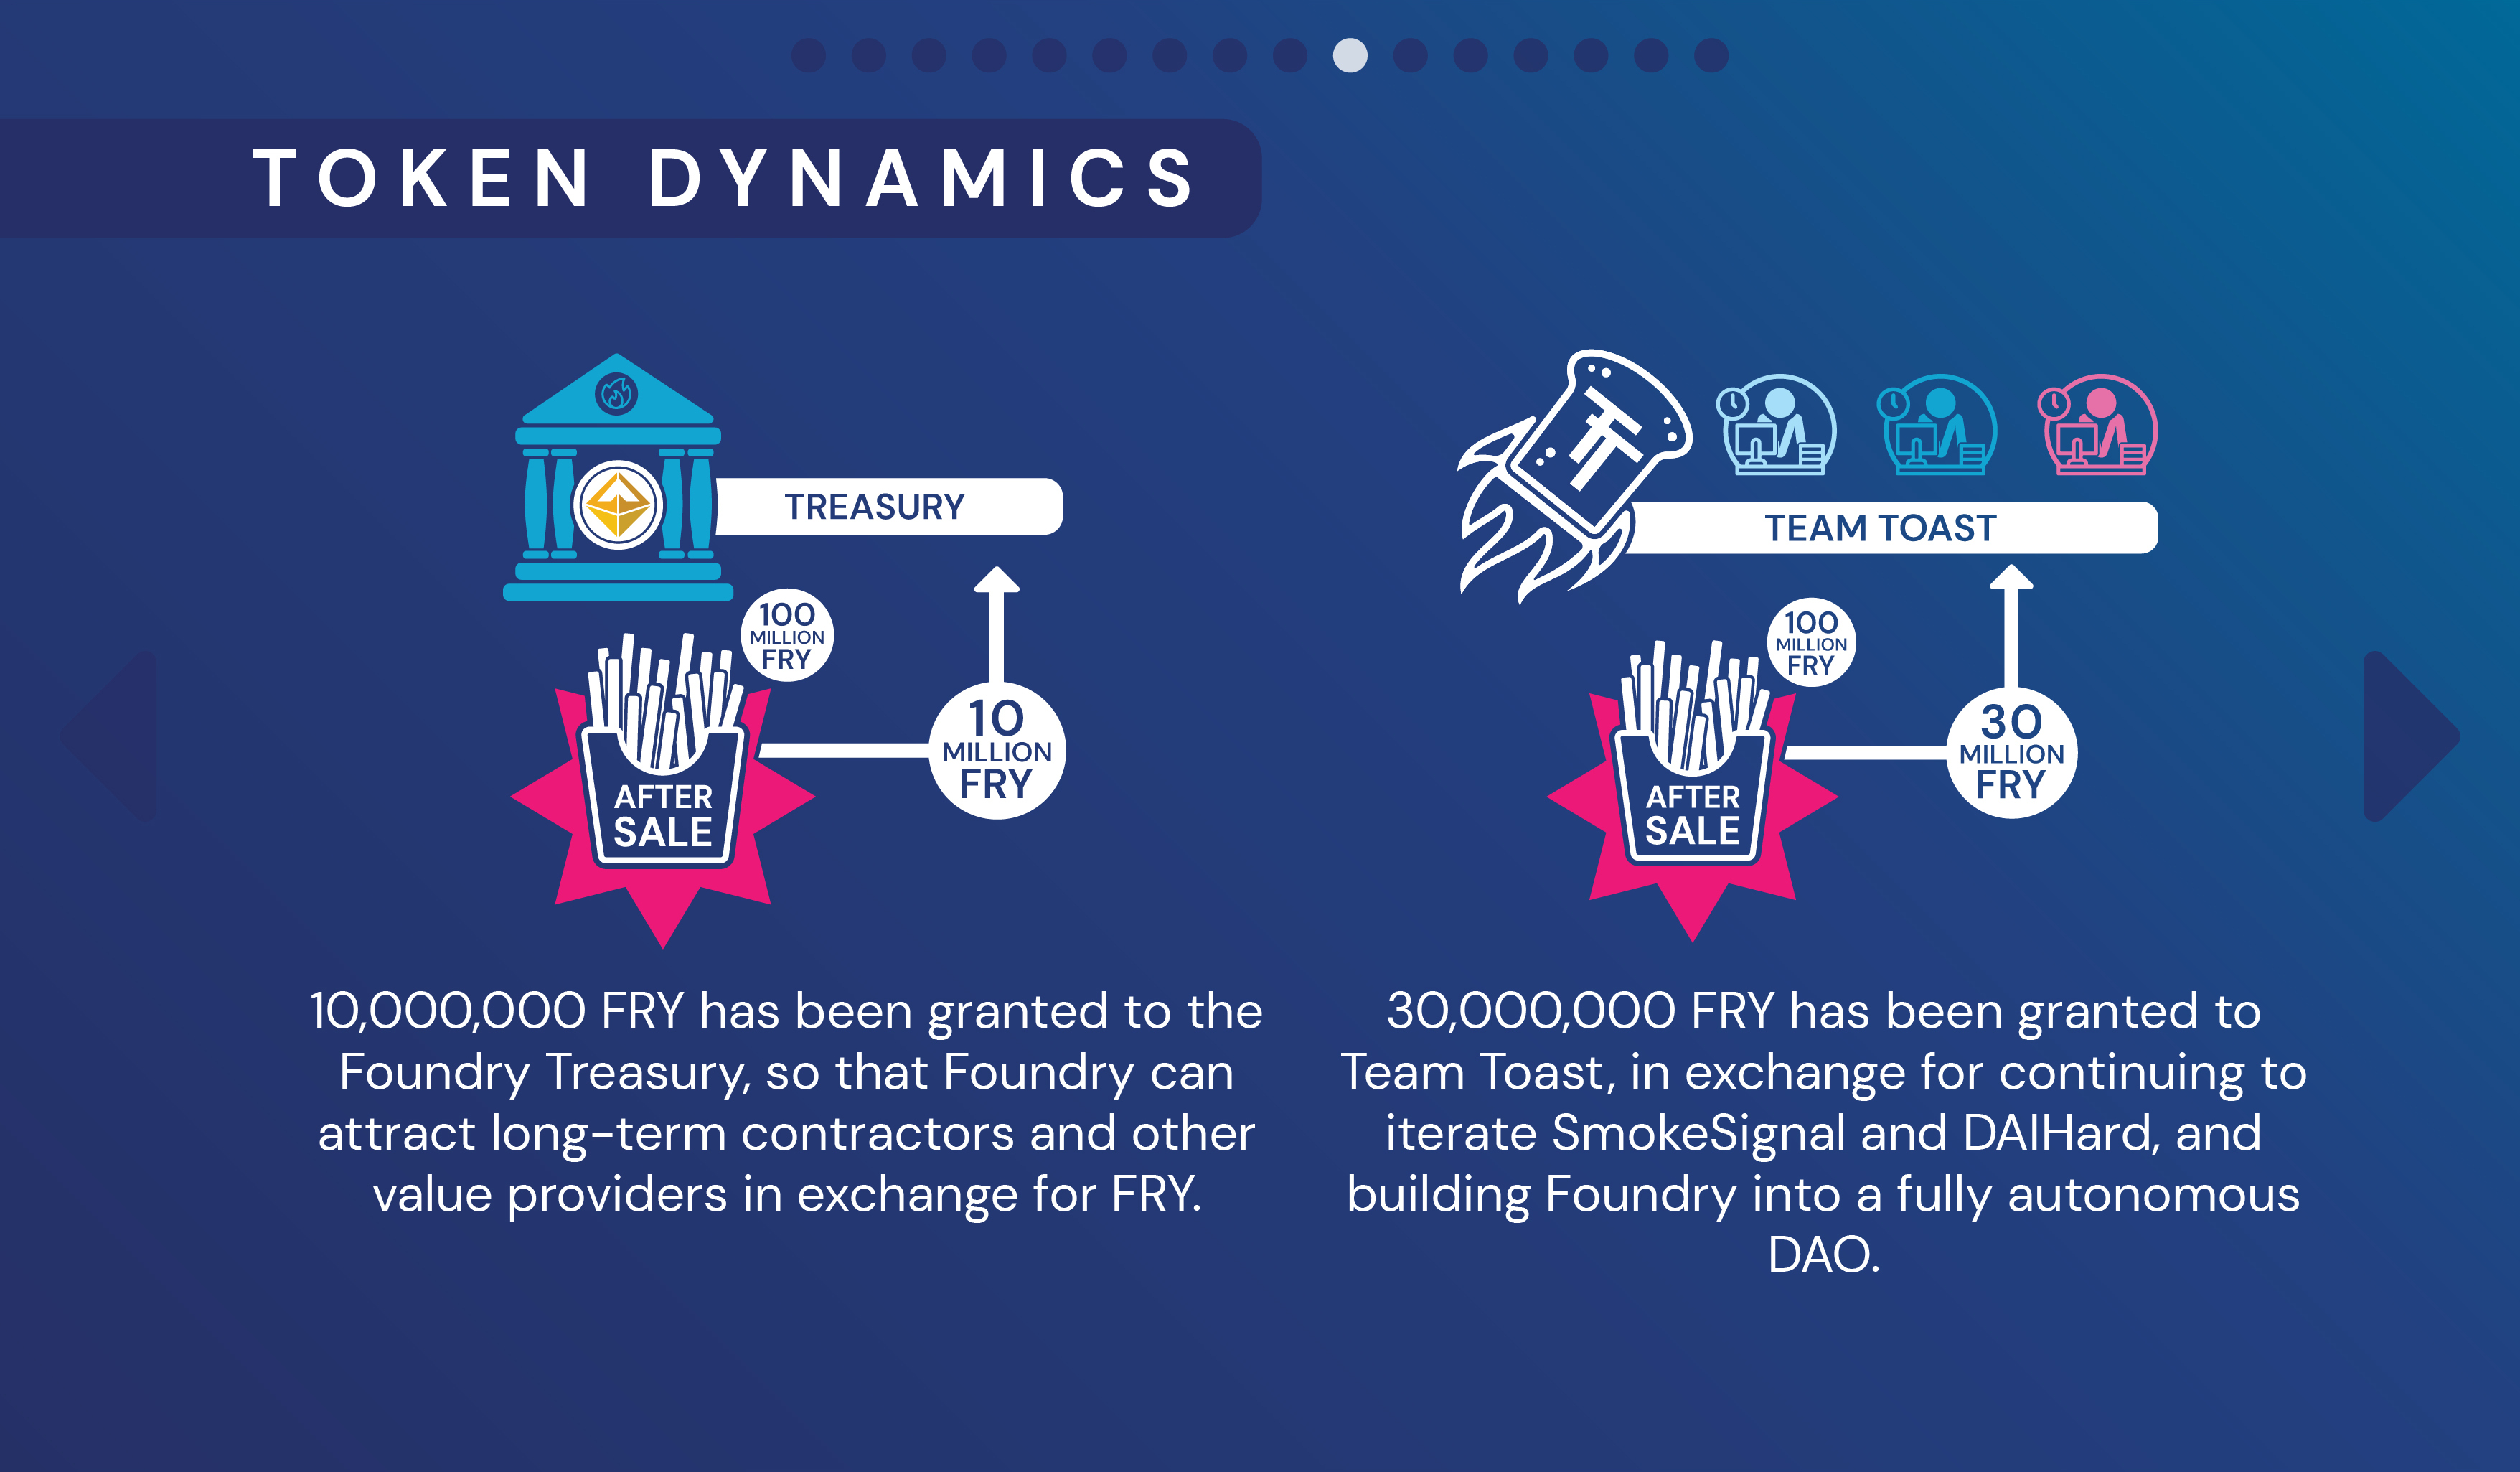 TOKEN DYNAMICS
TREASURY
100
MILLION
FRY
10
MILLION
FRY
AFTER
SALE
10,000,000 FRY has been granted to the
Foundry Treasury, so that Foundry can
attract long-term contractors and other
value providers in exchange for FRY.
TT
TEAM TOAST
100
MILLION
FRY
30
MILLION
FRY
AFTER
SALE
30,000,000 FRY has been granted to
Team Toast, in exchange for continuing to
iterate SmokeSignal and DAIHard, and
building Foundry into a fully autonomous
DAO.